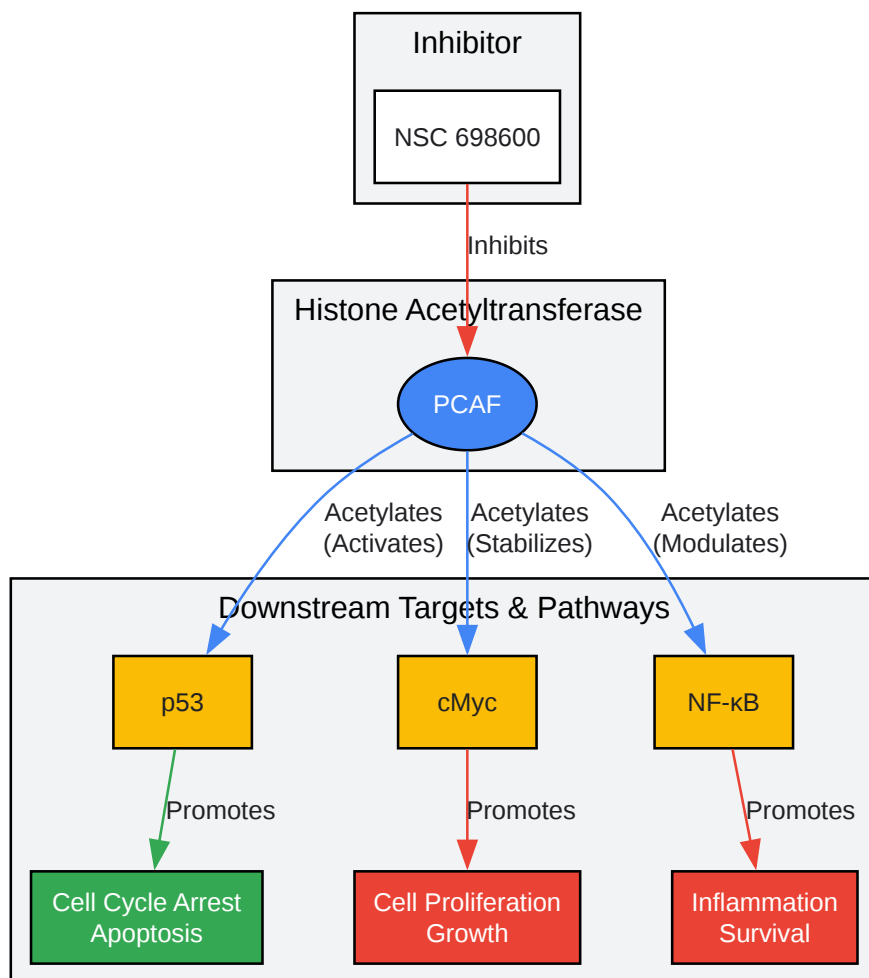 Inhibitor
NSC 698600
Inhibits
Histone Acetyltransferase
PCAF
Acetylates
(Activates)
Acetylates
(Stabilizes)
Acetylates
(Modulates)
Downstream Targets & Pathways
p53
cMyc
NF-κB
Promotes
Promotes
Promotes
Cell Cycle Arrest
Apoptosis
Cell Proliferation
Growth
Inflammation
Survival